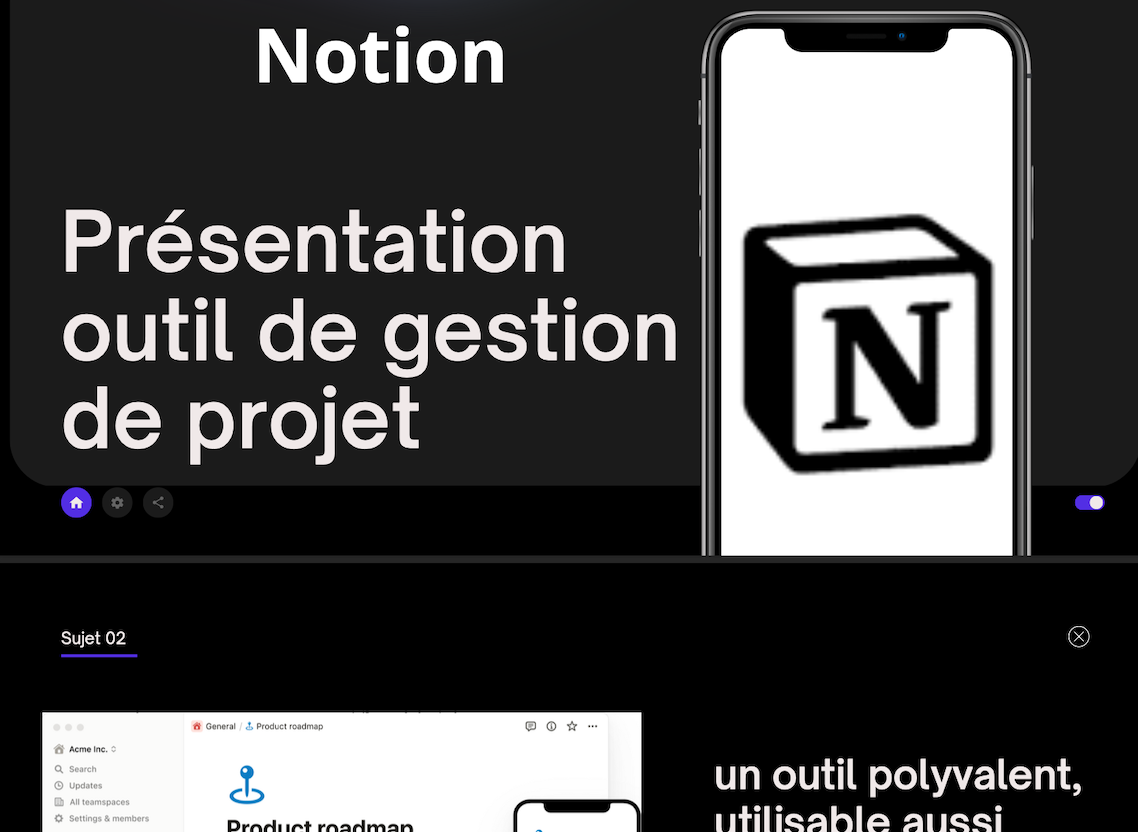 Notion
Présentation
outil de gestion
de projet
N
Sujet 02
General / Product roadmap
Acme Inc.
Search
Updates
All teamspaces
Settings & members
Product roadmap
un outil polyvalent,
utilisable aussi